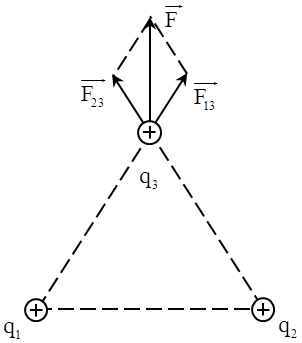 F
F₂₃
F₁₃
+
q₃
+
+
q₁
q₂